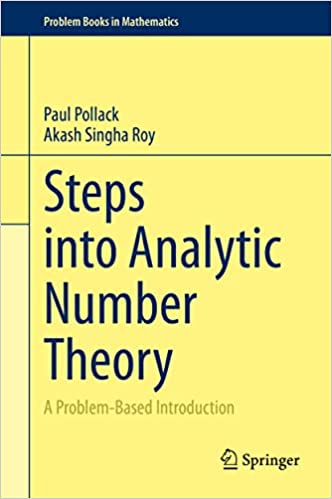 Problem Books in Mathematics
Paul Pollack
Akash Singha Roy
Steps
into Analytic
Number
Theory
A Problem-Based Introduction
Springer